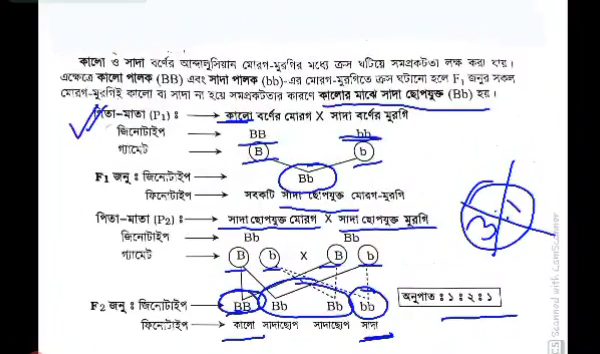 কালো ও সাদা বর্ণের আন্দালুসিয়ান মোরগ-মুরগির মধ্যে ক্রস ঘটিয়ে সমপ্রকটতা লক্ষ করা যায়।
এক্ষেত্রে কালো পালক (BB) এবং সাদা পালক (bb)-এর মোরগ-মুরগিতে ক্রস ঘটানো হলে F₁ জনুর সকল
মোরগ-মুরগিই কালো বা সাদা না হয়ে সমপ্রকটতার কারণে কালোর মাঝে সাদা ছোপযুক্ত (Bb) হয়।
পিতা-মাতা (P₁) : কালো বর্ণের মোরগ X সাদা বর্ণের মুরগি
জিনোটাইপ BB bb
গ্যামেট B b
F₁ জনু : জিনোটাইপ Bb
ফিনোটাইপ সবকটি সাদা ছোপযুক্ত মোরগ-মুরগি
পিতা-মাতা (P₂) : সাদা ছোপযুক্ত মোরগ X সাদা ছোপযুক্ত মুরগি
জিনোটাইপ Bb Bb
গ্যামেট B b X B b
F₂ জনু : জিনোটাইপ BB Bb Bb bb অনুপাত : ১ : ২ : ১
ফিনোটাইপ কালো সাদাছোপ সাদাছোপ সাদা
CS Scanned with CamScanner